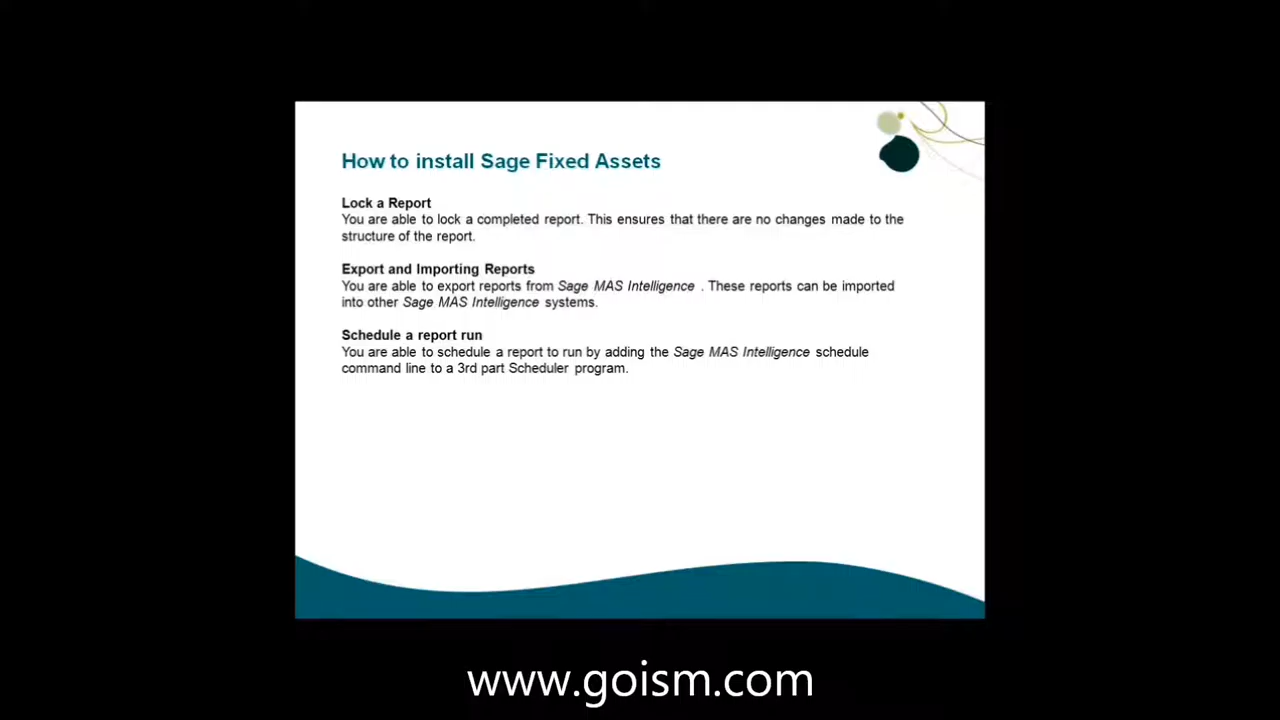 How to install Sage Fixed Assets
Lock a Report
You are able to lock a completed report. This ensures that there are no changes made to the
structure of the report.
Export and Importing Reports
You are able to export reports from Sage MAS Intelligence . These reports can be imported
into other Sage MAS Intelligence systems.
Schedule a report run
You are able to schedule a report to run by adding the Sage MAS Intelligence schedule
command line to a 3rd part Scheduler program.
www.goism.com